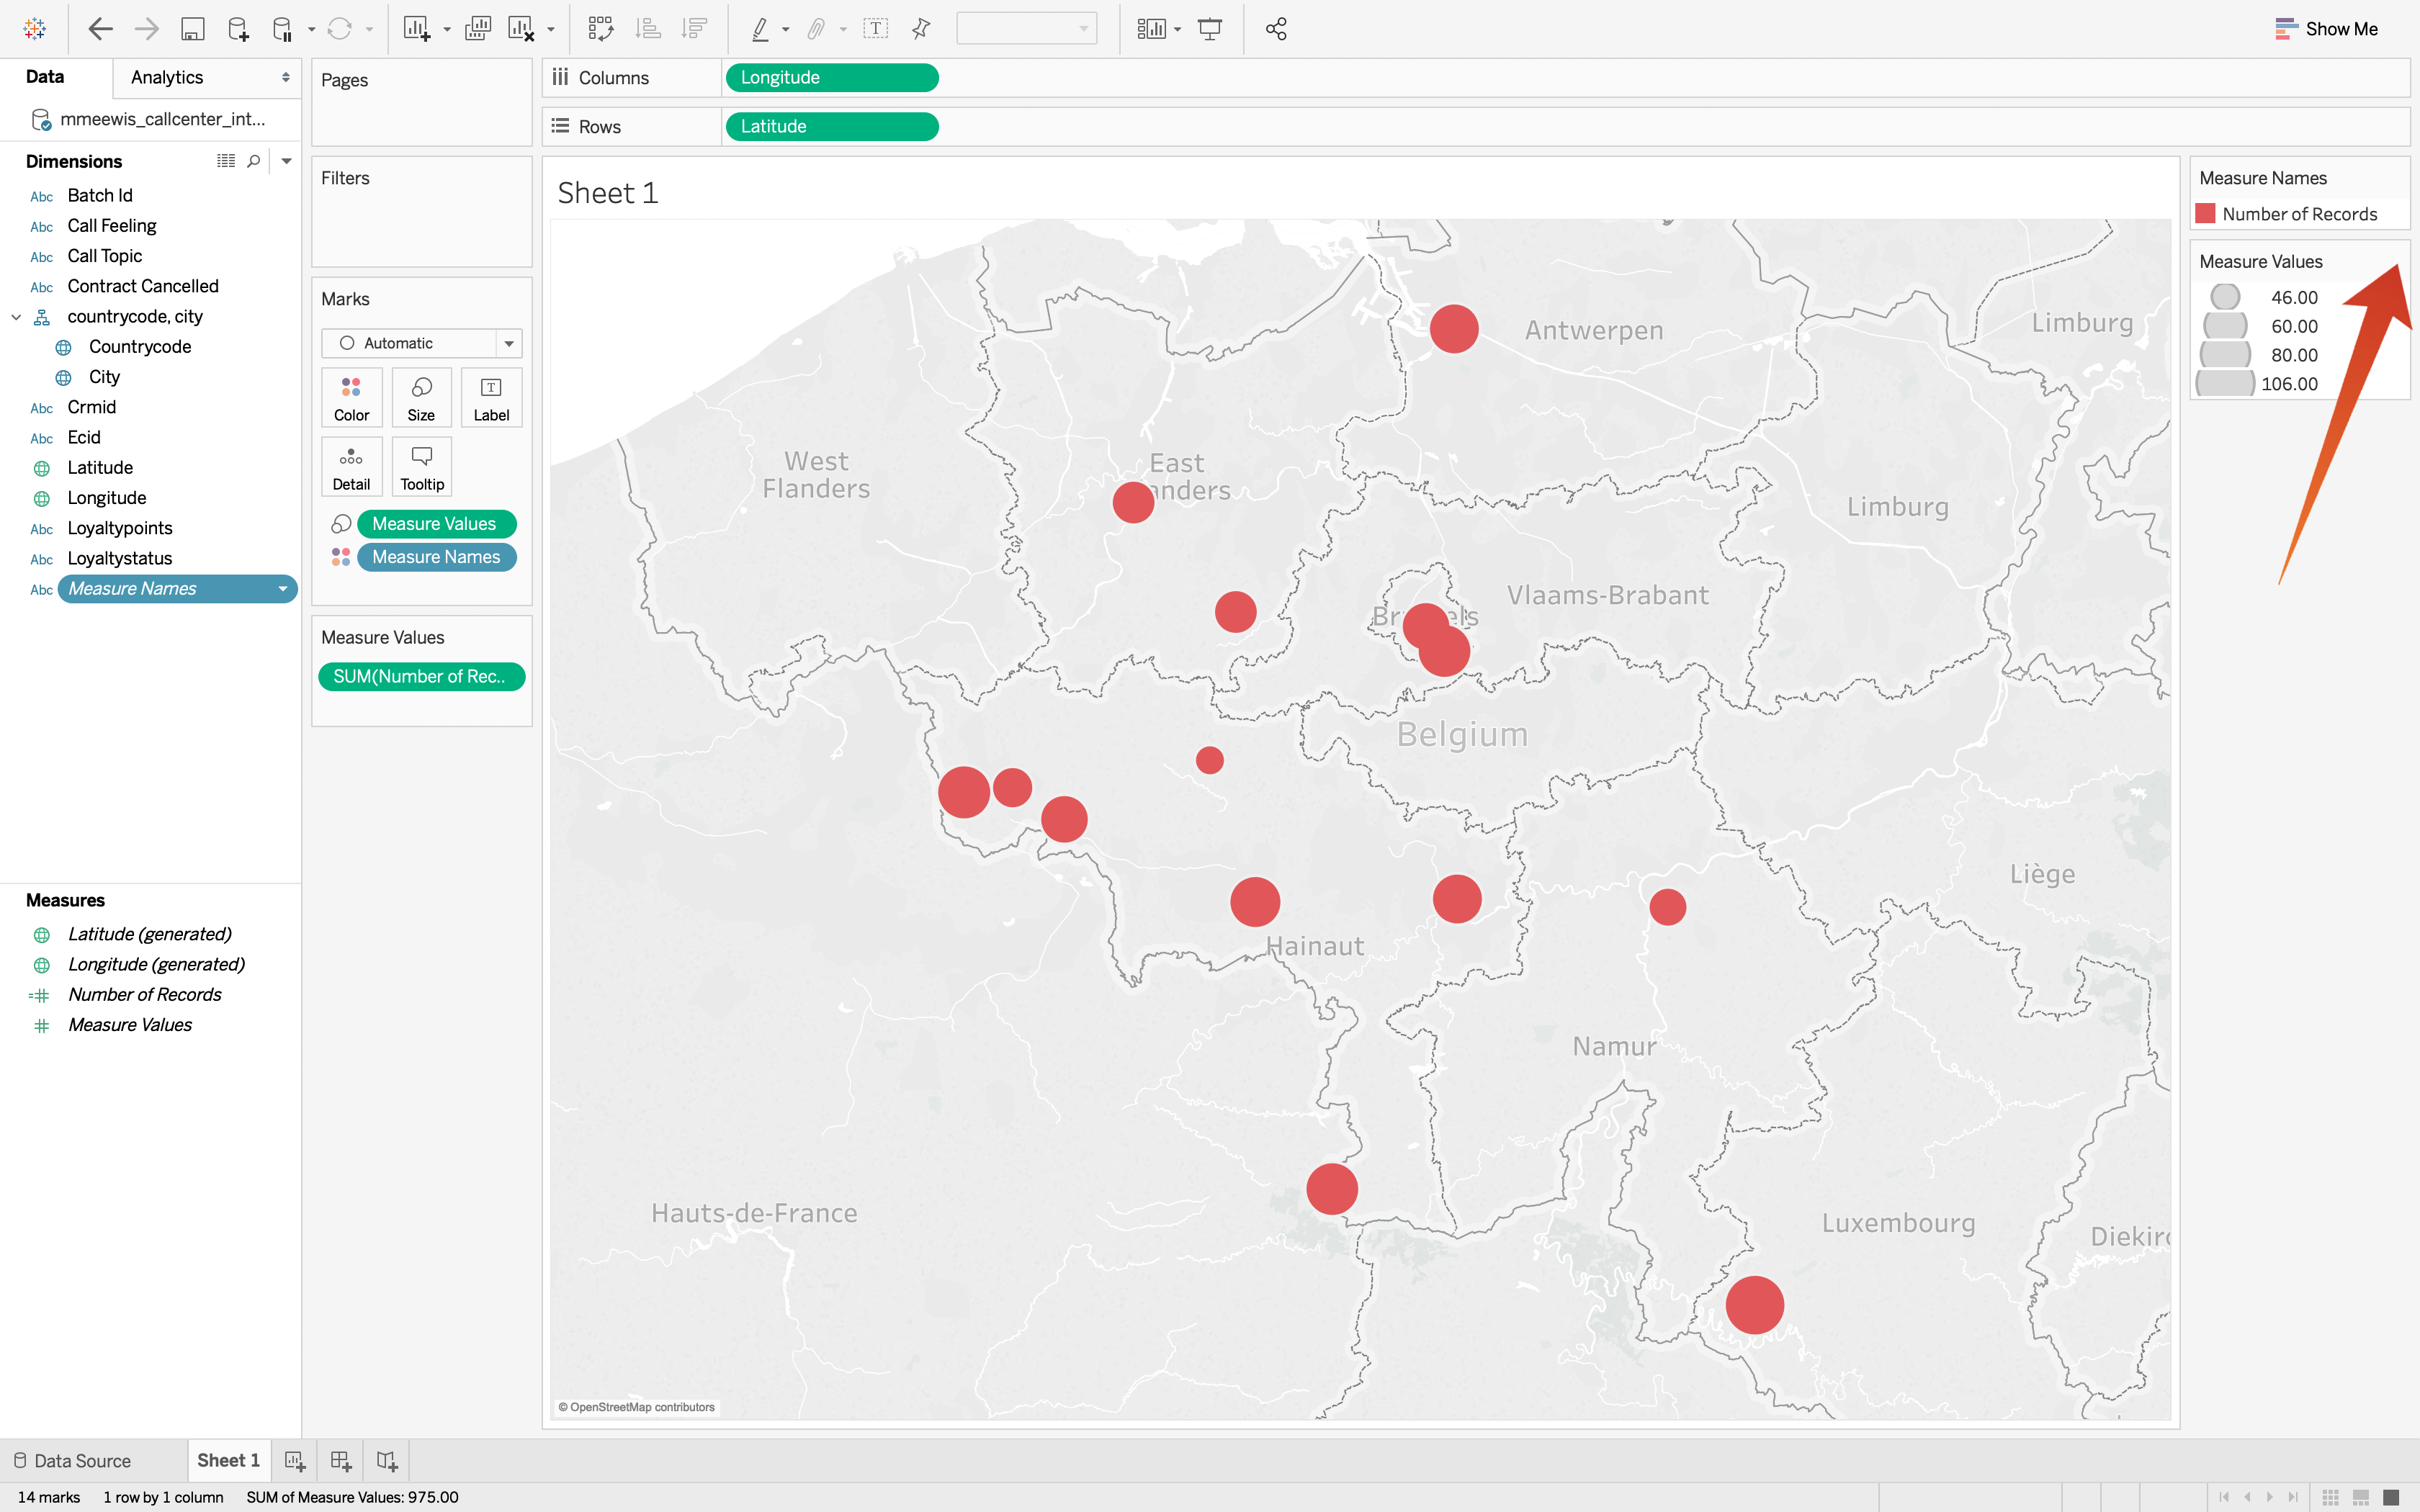 Show Me
Data
Analytics
mmeewis_callcenter_int...
Dimensions
Abc Batch Id
Abc Call Feeling
Abc Call Topic
Abc Contract Cancelled
countrycode, city
Countrycode
City
Abc Crmid
Abc Ecid
Latitude
Longitude
Abc Loyaltypoints
Abc Loyaltystatus
Abc Measure Names
Measures
Latitude (generated)
Longitude (generated)
Number of Records
Measure Values
Pages
Filters
Marks
Automatic
Color
Size
Label
Detail
Tooltip
Measure Values
Measure Names
Measure Values
SUM(Number of Rec..
Columns
Longitude
Rows
Latitude
Sheet 1
Antwerpen
Limburg
West
Flanders
East
anders
Limburg
Br els
Vlaams-Brabant
Belgium
Liège
Hainaut
Namur
Hauts-de-France
Luxembourg
Diekir
© OpenStreetMap contributors
Measure Names
Number of Records
Measure Values
46.00
60.00
80.00
106.00
Data Source
Sheet 1
14 marks
1 row by 1 column
SUM of Measure Values: 975.00